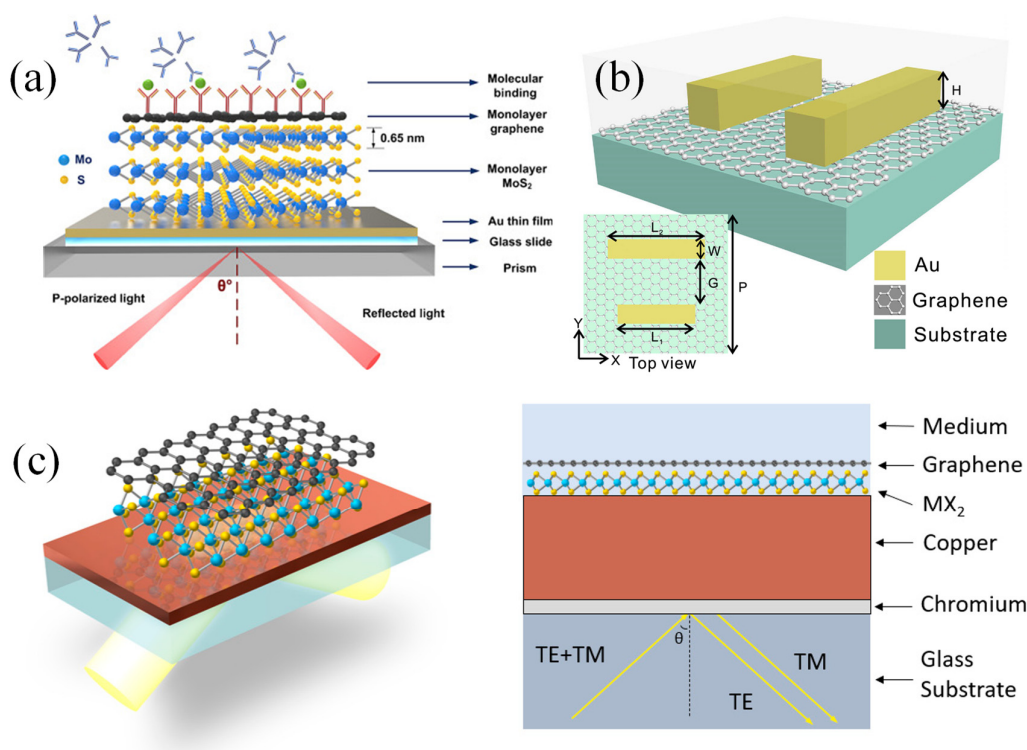 (a)
Molecular
binding
Monolayer
graphene
0.65 nm
Mo
S
Monolayer
MoS₂
Au thin film
Glass slide
Prism
P-polarized light
θ°
Reflected light
(b)
H
L₂
W
G
P
L₁
Y
X
Top view
Au
Graphene
Substrate
(c)
Medium
Graphene
MX₂
Copper
Chromium
θ
TE+TM
TM
TE
Glass
Substrate